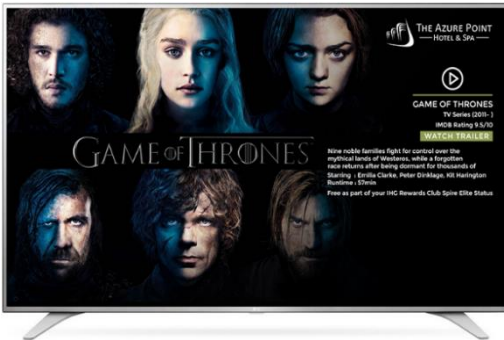 THE AZURE POINT
HOTEL & SPA
GAME OF THRONES
TV Series (2011- )
IMDB Rating 9.5/10
WATCH TRAILER
GAME OF THRONES
Nine noble families fight for control over the
mythical lands of Westeros, while a forgotten
race returns after being dormant for thousands of
Starring : Emilia Clarke, Peter Dinklage, Kit Harington
Runtime : 57min
Free as part of your IHG Rewards Club Spire Elite Status